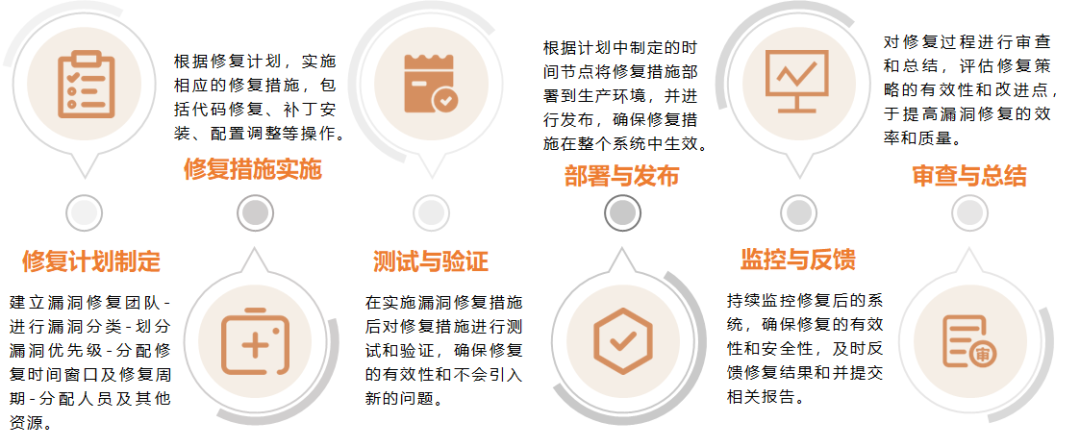 修复计划制定
建立漏洞修复团队-
进行漏洞分类-划分
漏洞优先级-分配修
复时间窗口及修复周
期-分配人员及其他
资源。
根据修复计划，实施
相应的修复措施，包
括代码修复、补丁安
装、配置调整等操作。
修复措施实施
测试与验证
在实施漏洞修复措施
后对修复措施进行测
试和验证，确保修复
的有效性和不会引入
新的问题。
根据计划中制定的时
间节点将修复措施部
署到生产环境，并进
行发布，确保修复措
施在整个系统中生效。
部署与发布
监控与反馈
持续监控修复后的系
统，确保修复的有效
性和安全性，及时反
馈修复结果和并提交
相关报告。
对修复过程进行审查
和总结，评估修复策
略的有效性和改进点，
于提高漏洞修复的效
率和质量。
审查与总结
审